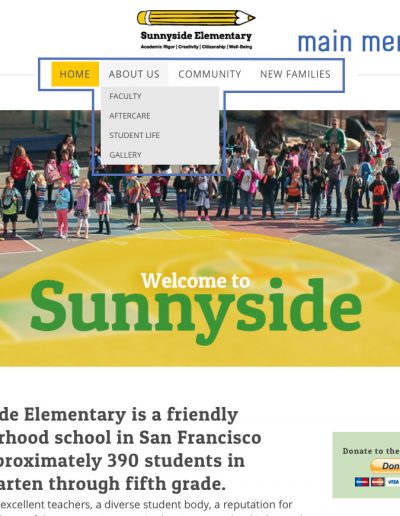 Sunnyside Elementary
Academic Rigor | Creativity | Citizenship | Well-Being
main me
HOME ABOUT US COMMUNITY NEW FAMILIES
FACULTY
AFTERCARE
STUDENT LIFE
GALLERY
Welcome to
Sunnyside
de Elementary is a friendly
rhood school in San Francisco
proximately 390 students in
arten through fifth grade.
excellent teachers, a diverse student body, a reputation for
Donate to the
Don
VISA